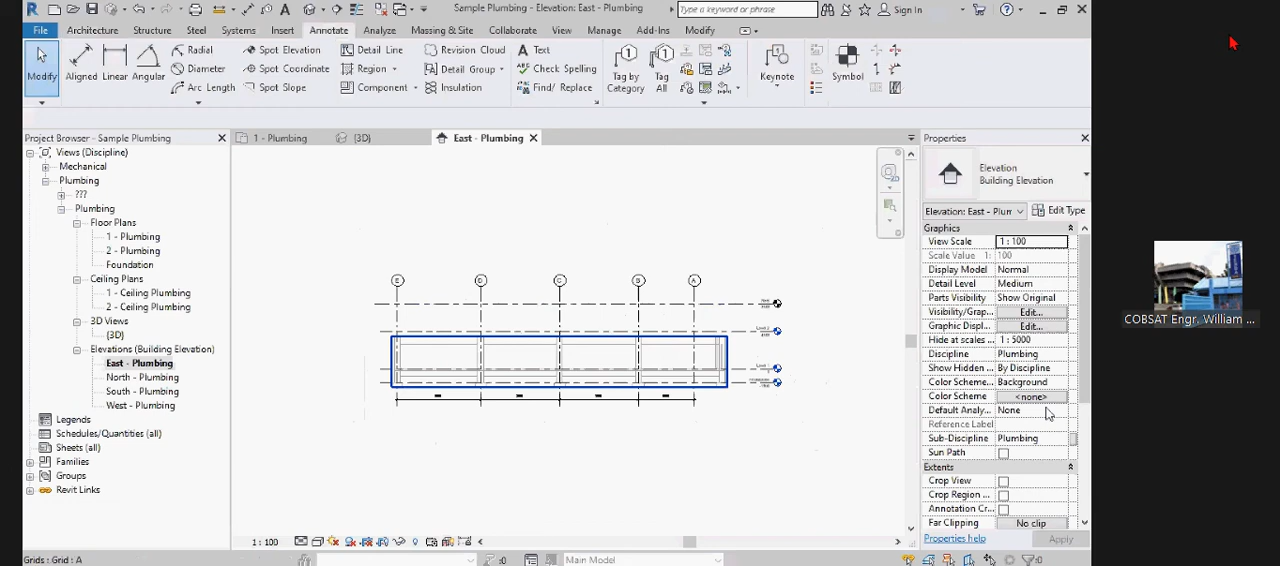 Sample Plumbing - Elevation: East - Plumbing
Type a keyword or phrase
Sign In
File Architecture Structure Steel Systems Insert Annotate Analyze Massing & Site Collaborate View Manage Add-Ins Modify
Modify
Aligned
Linear
Angular
Radial
Diameter
Arc Length
Spot Elevation
Spot Coordinate
Spot Slope
Detail Line
Region
Component
Revision Cloud
Detail Group
Insulation
Text
Check Spelling
Find/ Replace
Tag by
Category
Tag
All
Keynote
Symbol
Project Browser - Sample Plumbing
Views (Discipline)
Mechanical
Plumbing
???
Plumbing
Floor Plans
1 - Plumbing
2 - Plumbing
Foundation
Ceiling Plans
1 - Ceiling Plumbing
2 - Ceiling Plumbing
3D Views
{3D}
Elevations (Building Elevation)
East - Plumbing
North - Plumbing
South - Plumbing
West - Plumbing
Legends
Schedules/Quantities (all)
Sheets (all)
Families
Groups
Revit Links
1 - Plumbing
{3D}
East - Plumbing
E D C B A
1 : 100
Properties
Elevation
Building Elevation
Elevation: East - Plum
Edit Type
Graphics
View Scale 1 : 100
Scale Value 1: 100
Display Model Normal
Detail Level Medium
Parts Visibility Show Original
Visibility/Grap... Edit...
Graphic Displ... Edit...
Hide at scales ... 1 : 5000
Discipline Plumbing
Show Hidden ... By Discipline
Color Scheme... Background
Color Scheme <none>
Default Analy... None
Reference Label
Sub-Discipline Plumbing
Sun Path
Extents
Crop View
Crop Region ...
Annotation Cr...
Far Clipping No clip
Properties help
Apply
Grids : Grid : A
:0
Main Model
:0
COBSAT Engr. William ...